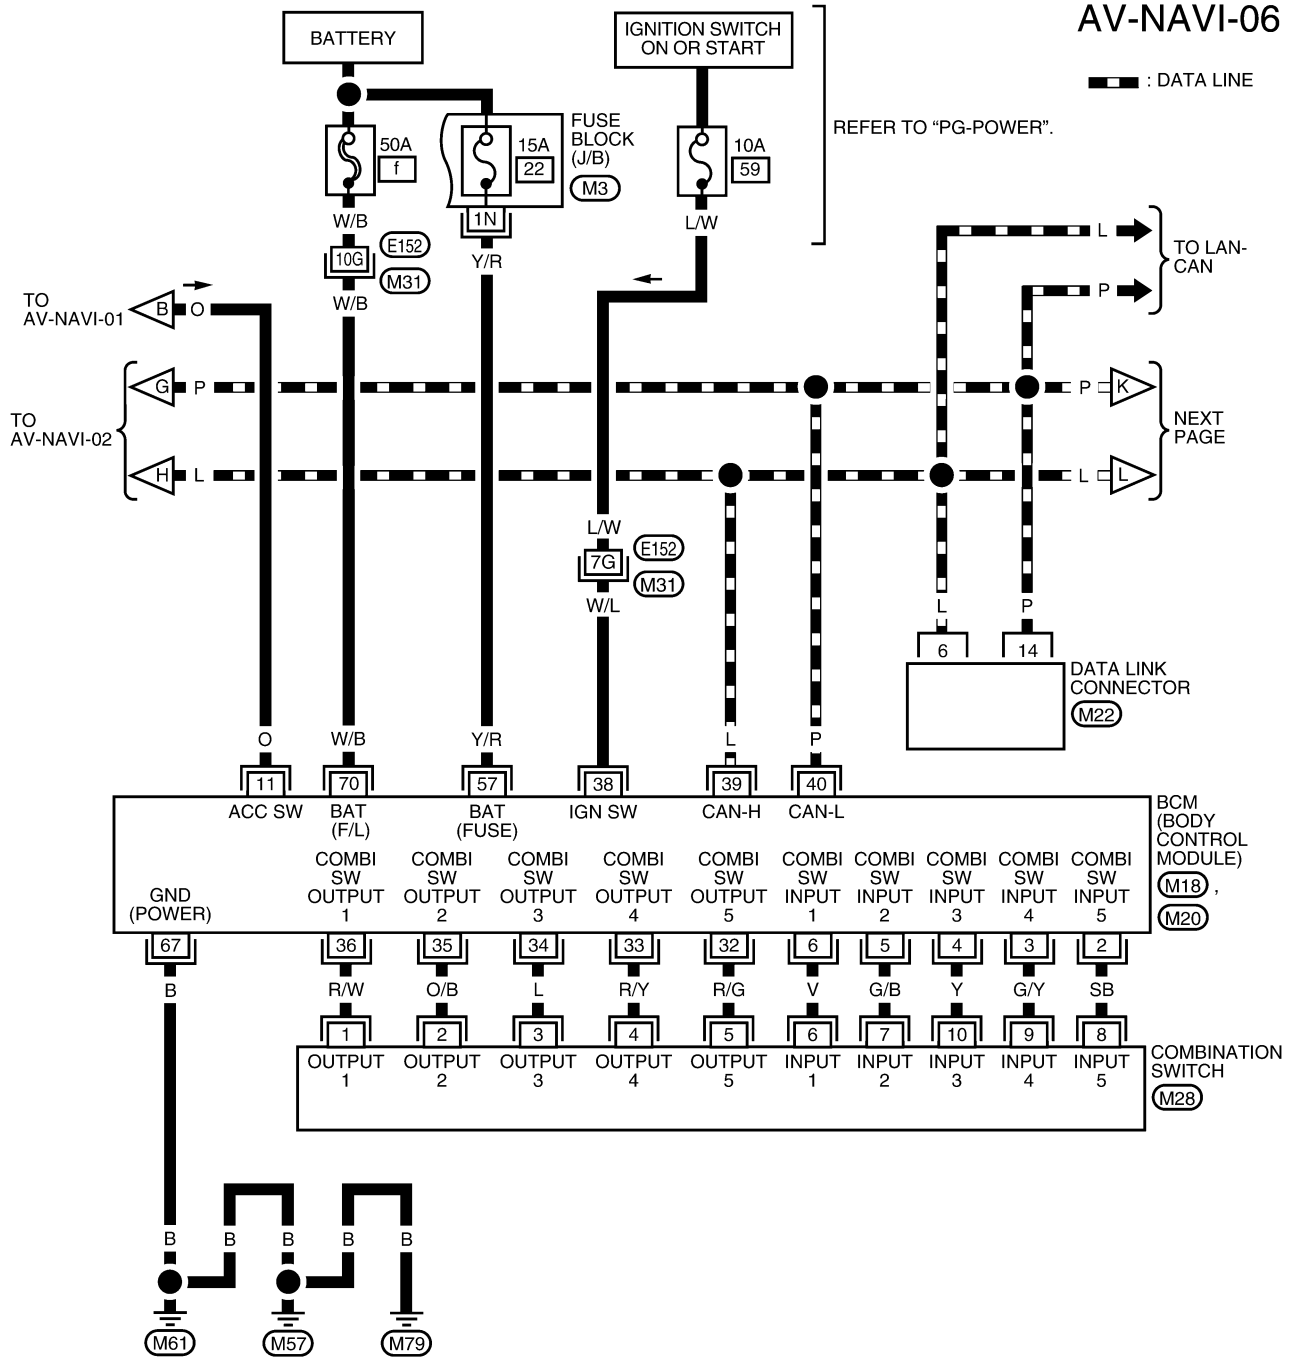 AV-NAVI-06
BATTERY
IGNITION SWITCH
ON OR START
: DATA LINE
REFER TO “PG-POWER”.
50A
f
15A
22
FUSE
BLOCK
(J/B)
M3
10A
59
1N
W/B
E152
10G
M31
W/B
Y/R
L/W
L
P
TO LAN-
CAN
TO
AV-NAVI-01
B
O
TO
AV-NAVI-02
G
P
H
L
P
K
L
L
NEXT
PAGE
L/W
7G
E152
M31
W/L
L
P
6
14
DATA LINK
CONNECTOR
M22
O
W/B
Y/R
L
P
11
70
57
38
39
40
ACC SW
BAT
(F/L)
BAT
(FUSE)
IGN SW
CAN-H
CAN-L
BCM
(BODY
CONTROL
MODULE)
M18 ,
M20
GND
(POWER)
COMBI
SW
OUTPUT
1
COMBI
SW
OUTPUT
2
COMBI
SW
OUTPUT
3
COMBI
SW
OUTPUT
4
COMBI
SW
OUTPUT
5
COMBI
SW
INPUT
1
COMBI
SW
INPUT
2
COMBI
SW
INPUT
3
COMBI
SW
INPUT
4
COMBI
SW
INPUT
5
67
36
35
34
33
32
6
5
4
3
2
B
R/W
O/B
L
R/Y
R/G
V
G/B
Y
G/Y
SB
1
2
3
4
5
6
7
10
9
8
OUTPUT
1
OUTPUT
2
OUTPUT
3
OUTPUT
4
OUTPUT
5
INPUT
1
INPUT
2
INPUT
3
INPUT
4
INPUT
5
COMBINATION
SWITCH
M28
B
B
B
B
B
M61
M57
M79